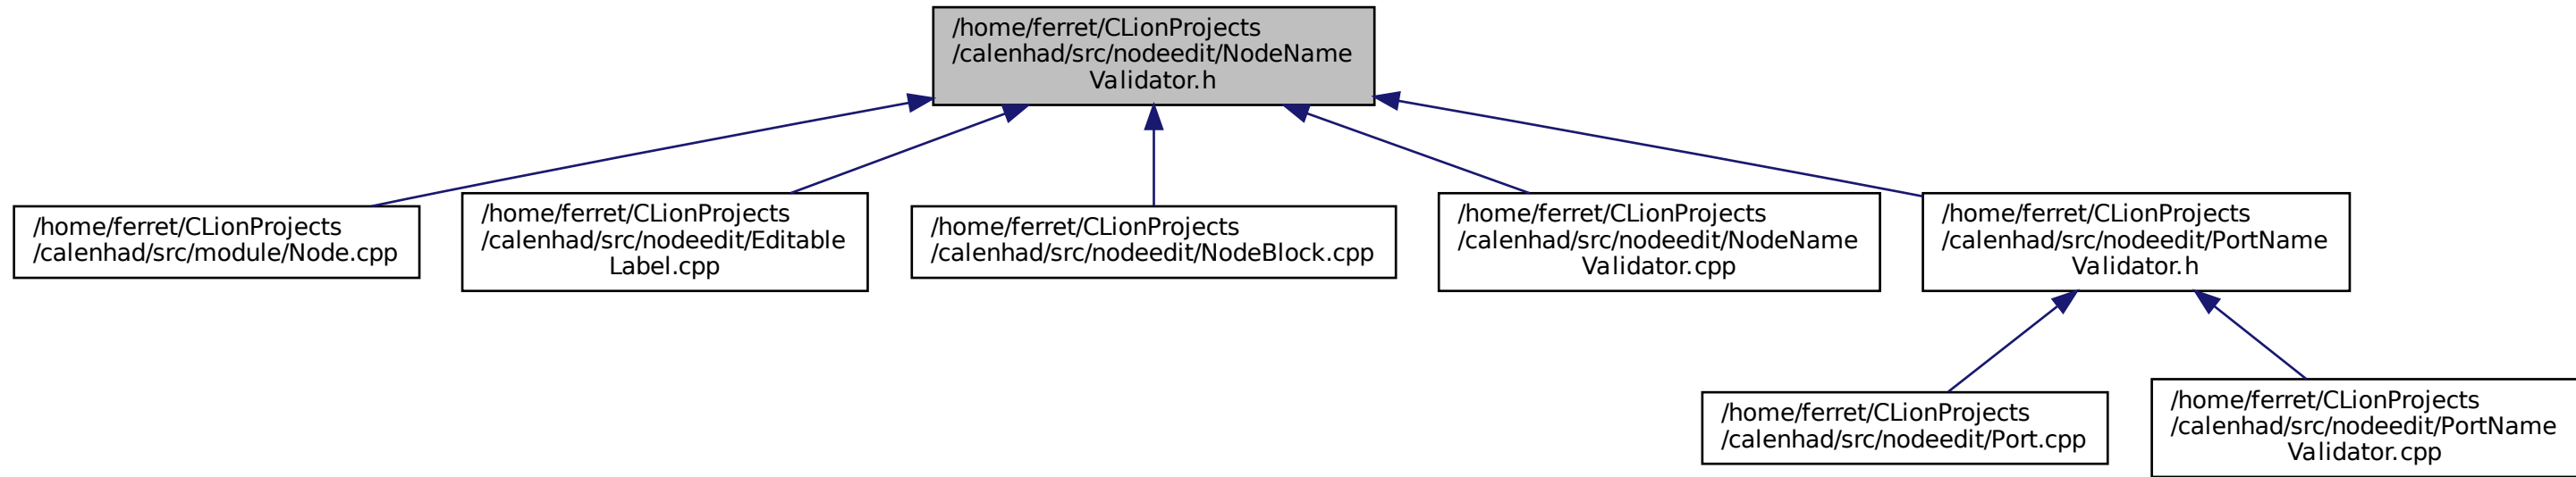 /home/ferret/CLionProjects
/calenhad/src/nodeedit/NodeName
Validator.h
/home/ferret/CLionProjects
/calenhad/src/module/Node.cpp
/home/ferret/CLionProjects
/calenhad/src/nodeedit/Editable
Label.cpp
/home/ferret/CLionProjects
/calenhad/src/nodeedit/NodeBlock.cpp
/home/ferret/CLionProjects
/calenhad/src/nodeedit/NodeName
Validator.cpp
/home/ferret/CLionProjects
/calenhad/src/nodeedit/PortName
Validator.h
/home/ferret/CLionProjects
/calenhad/src/nodeedit/Port.cpp
/home/ferret/CLionProjects
/calenhad/src/nodeedit/PortName
Validator.cpp